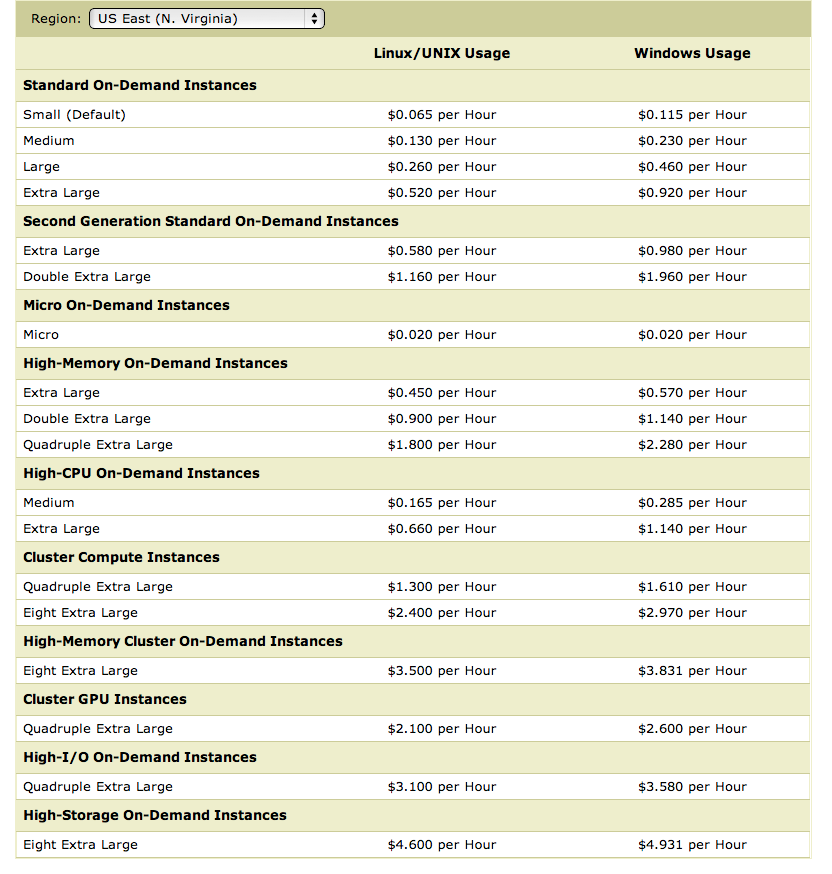 Region: US East (N. Virginia)
Linux/UNIX Usage Windows Usage
Standard On-Demand Instances
Small (Default) $0.065 per Hour $0.115 per Hour
Medium $0.130 per Hour $0.230 per Hour
Large $0.260 per Hour $0.460 per Hour
Extra Large $0.520 per Hour $0.920 per Hour
Second Generation Standard On-Demand Instances
Extra Large $0.580 per Hour $0.980 per Hour
Double Extra Large $1.160 per Hour $1.960 per Hour
Micro On-Demand Instances
Micro $0.020 per Hour $0.020 per Hour
High-Memory On-Demand Instances
Extra Large $0.450 per Hour $0.570 per Hour
Double Extra Large $0.900 per Hour $1.140 per Hour
Quadruple Extra Large $1.800 per Hour $2.280 per Hour
High-CPU On-Demand Instances
Medium $0.165 per Hour $0.285 per Hour
Extra Large $0.660 per Hour $1.140 per Hour
Cluster Compute Instances
Quadruple Extra Large $1.300 per Hour $1.610 per Hour
Eight Extra Large $2.400 per Hour $2.970 per Hour
High-Memory Cluster On-Demand Instances
Eight Extra Large $3.500 per Hour $3.831 per Hour
Cluster GPU Instances
Quadruple Extra Large $2.100 per Hour $2.600 per Hour
High-I/O On-Demand Instances
Quadruple Extra Large $3.100 per Hour $3.580 per Hour
High-Storage On-Demand Instances
Eight Extra Large $4.600 per Hour $4.931 per Hour